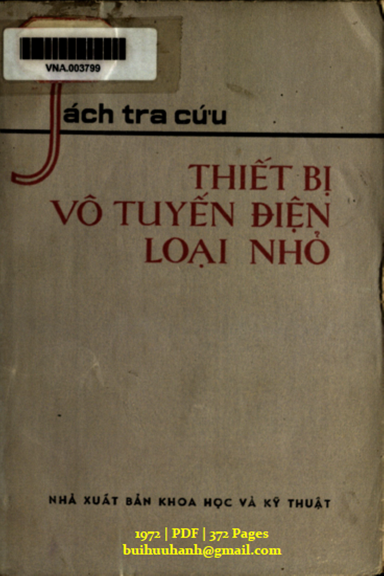 VNA.003799
Sách tra cứu
THIẾT BỊ
VÔ TUYẾN ĐIỆN
LOẠI NHỎ
NHÀ XUẤT BẢN KHOA HỌC VÀ KỸ THUẬT
1972 | PDF | 372 Pages
buihuuhanh@gmail.com